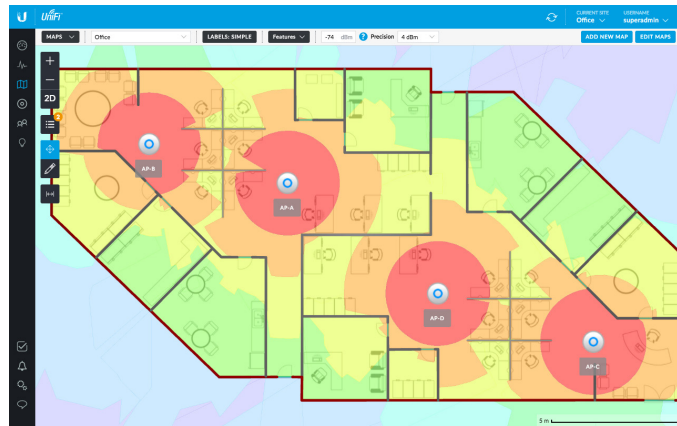 U UniFi
CURRENT SITE
Office
USERNAME
superadmin
MAPS Office LABELS: SIMPLE Features -74 dBm ? Precision 4 dBm ADD NEW MAP EDIT MAPS
+
−
2D
2
AP-B
AP-A
AP-D
AP-C
5 m